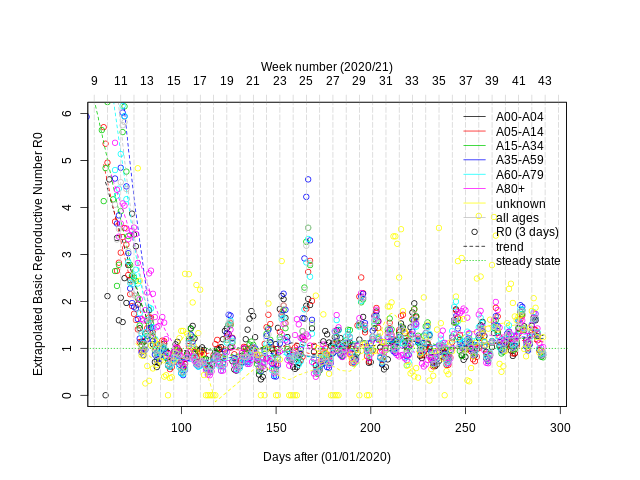 Week number (2020/21)
9 11 13 15 17 19 21 23 25 27 29 31 33 35 37 39 41 43
Extrapolated Basic Reproductive Number R0
6
5
4
3
2
1
0
A00-A04
A05-A14
A15-A34
A35-A59
A60-A79
A80+
unknown
all ages
R0 (3 days)
trend
steady state
100 150 200 250 300
Days after (01/01/2020)